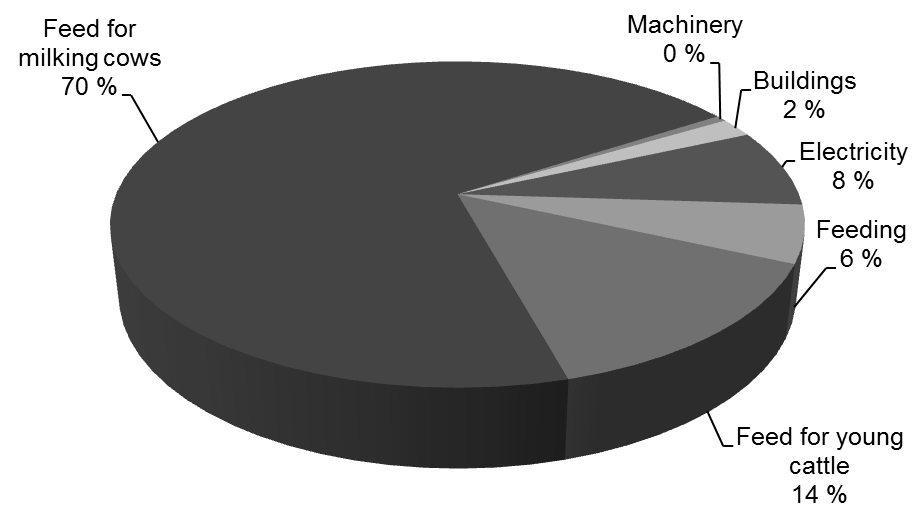 Feed for
milking cows
70 %
Machinery
0 %
Buildings
2 %
Electricity
8 %
Feeding
6 %
Feed for young
cattle
14 %